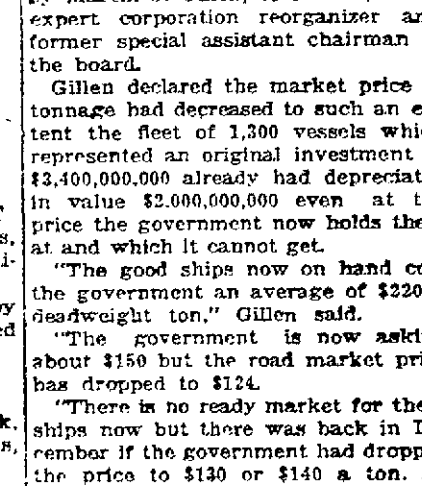 expert corporation reorganizer
former special assistant chairman
the board.
Gillen declared the market price
tonnage had decreased to such an e
tent the fleet of 1,300 vessels whi
represented an original investment
$3,400,000,000 already had depreciat
in value $2.000,000,000 even at t
price the government now holds the
s, at and which it cannot get.
i-
"The good ships now on hand co
the government an average of $220
deadweight ton," Gillen said.
ed "The government is now aski
about $150 but the road market pri
has dropped to $124.
"There is no ready market for the
k. ships now but there was back in D
s, cember if the government had dropp
the price to $130 or $140 a ton.